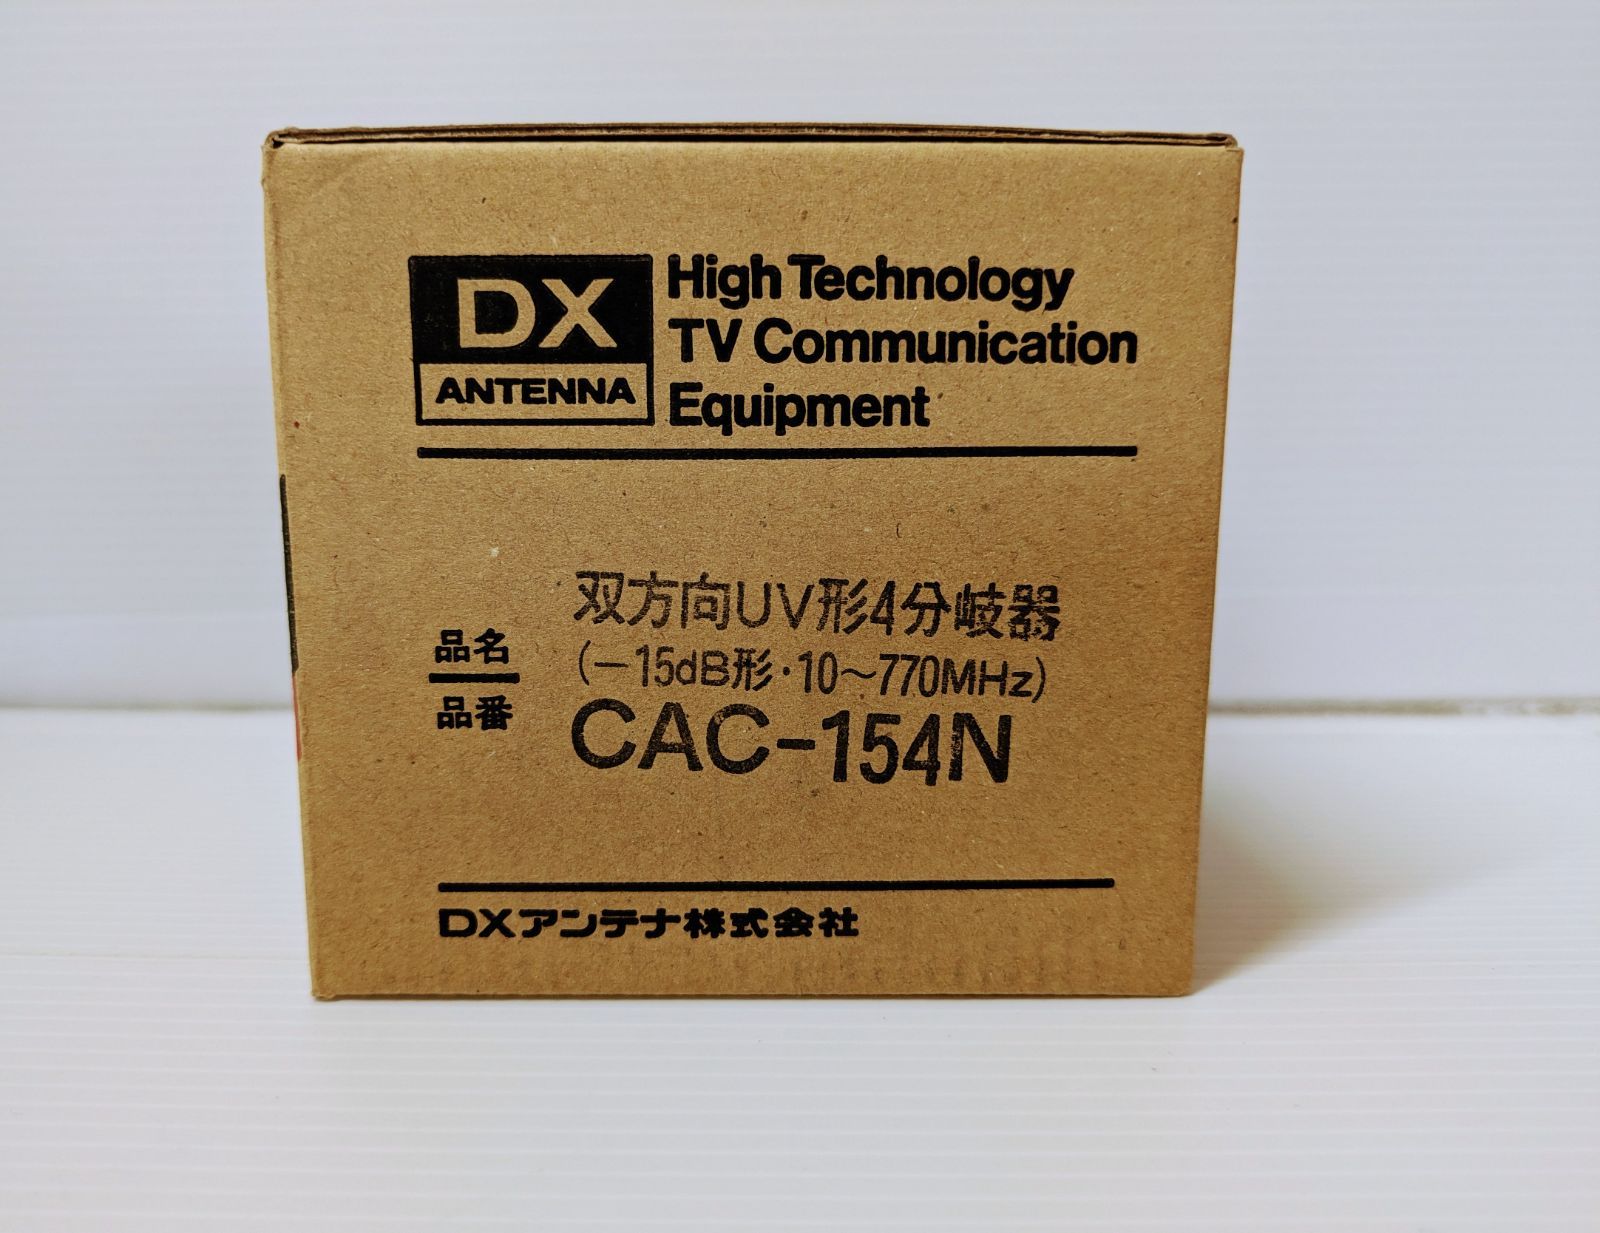 DX
ANTENNA
High Technology
TV Communication
Equipment
品名
品番
双方向UV形4分岐器
(-15dB形・10～770MHz)
CAC-154N
DXアンテナ株式会社